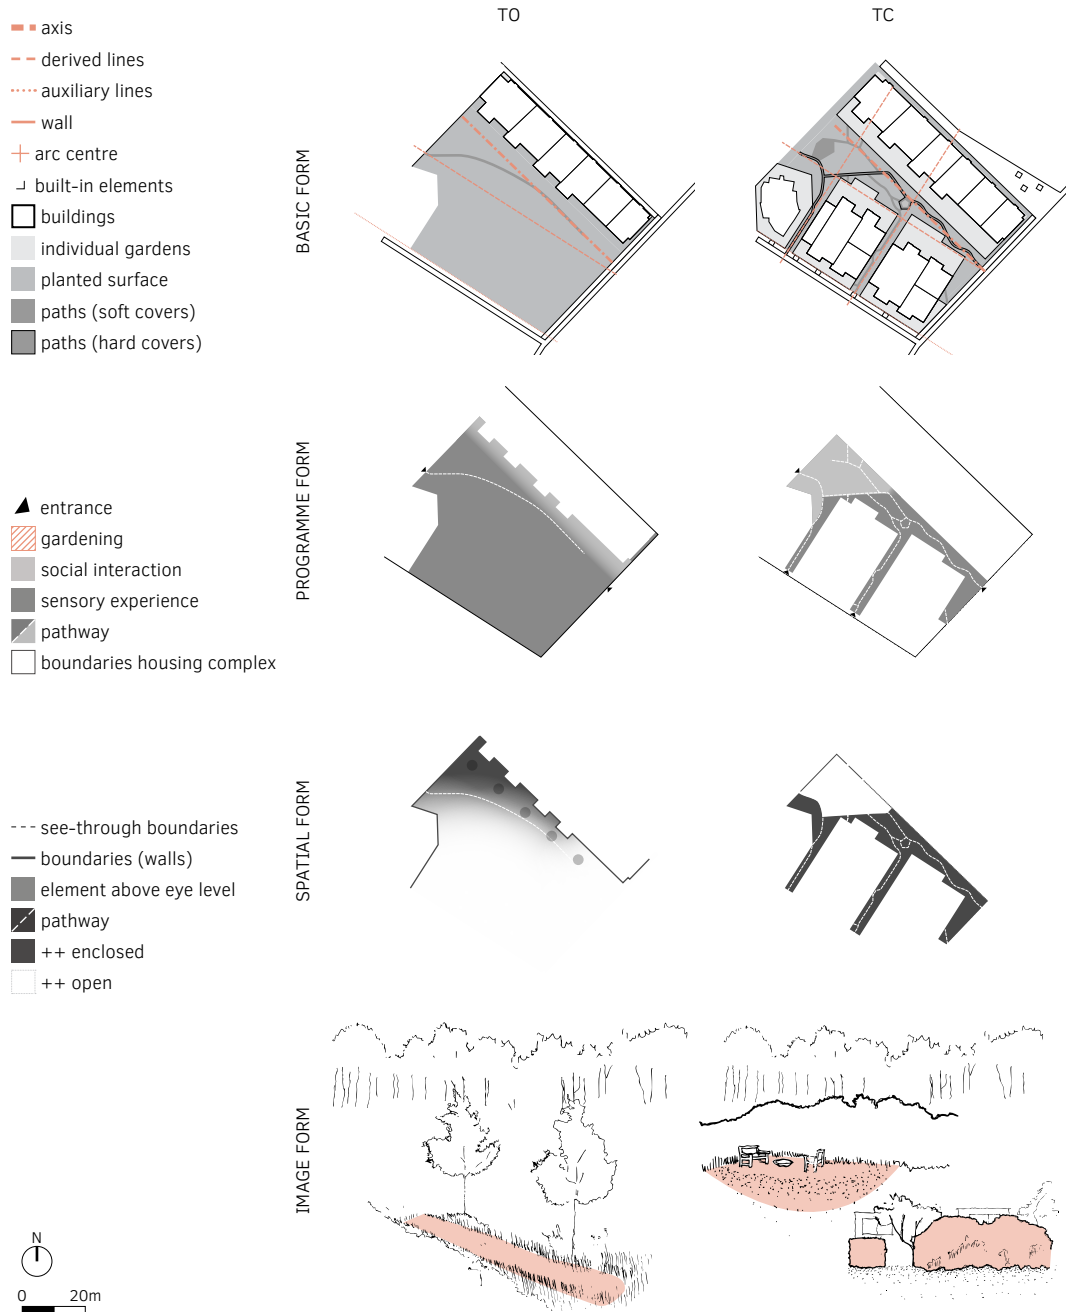 TO
TC
axis
derived lines
auxiliary lines
wall
arc centre
built-in elements
buildings
individual gardens
planted surface
paths (soft covers)
paths (hard covers)
BASIC FORM
entrance
gardening
social interaction
sensory experience
pathway
boundaries housing complex
PROGRAMME FORM
see-through boundaries
boundaries (walls)
element above eye level
pathway
++ enclosed
++ open
SPATIAL FORM
IMAGE FORM
N
0 20m